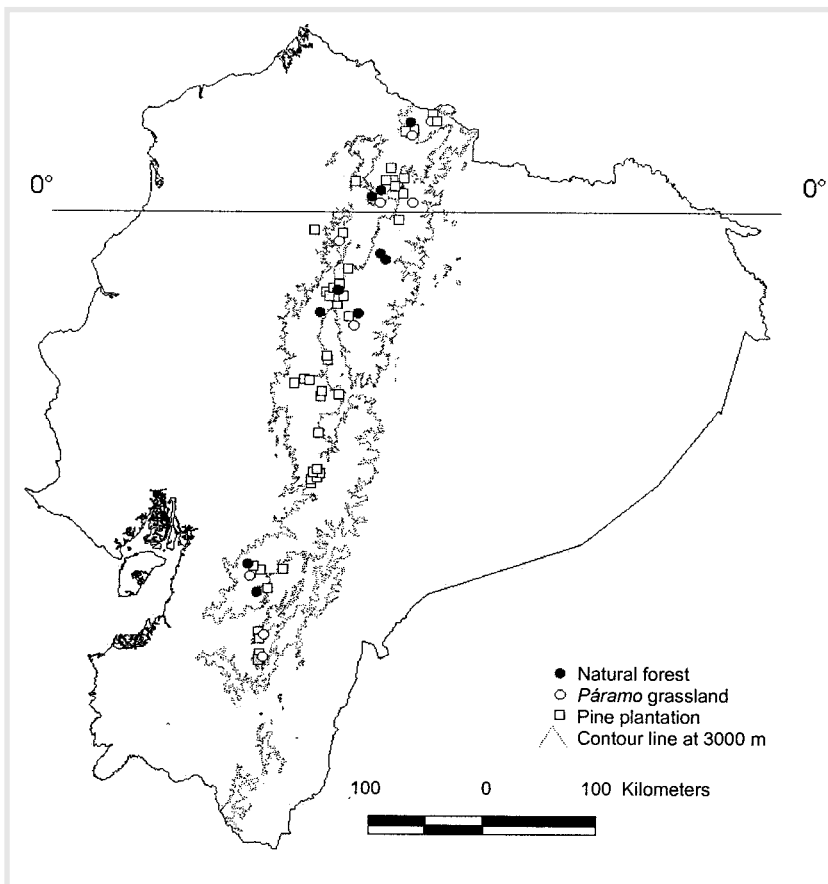 0° 0°
Natural forest
Páramo grassland
Pine plantation
Contour line at 3000 m
100 0 100 Kilometers